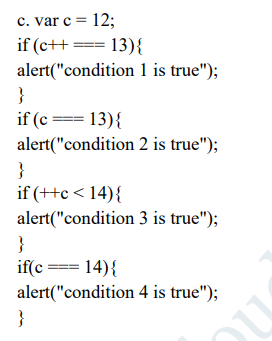 c. var c = 12;
if (c++ === 13){
alert("condition 1 is true");
}
if (c === 13){
alert("condition 2 is true");
}
if (++c < 14){
alert("condition 3 is true");
}
if(c === 14){
alert("condition 4 is true");
}